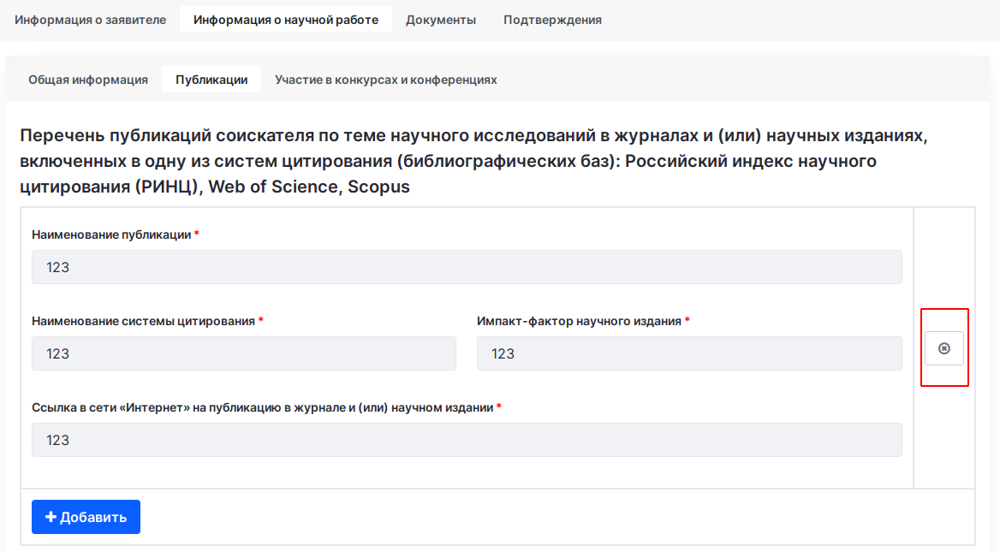 Информация о заявителе Информация о научной работе Документы Подтверждения
Общая информация Публикации Участие в конкурсах и конференциях
Перечень публикаций соискателя по теме научного исследований в журналах и (или) научных изданиях,
включенных в одну из систем цитирования (библиографических баз): Российский индекс научного
цитирования (РИНЦ), Web of Science, Scopus
Наименование публикации *
123
Наименование системы цитирования * Импакт-фактор научного издания *
123 123
Ссылка в сети «Интернет» на публикацию в журнале и (или) научном издании *
123
+ Добавить